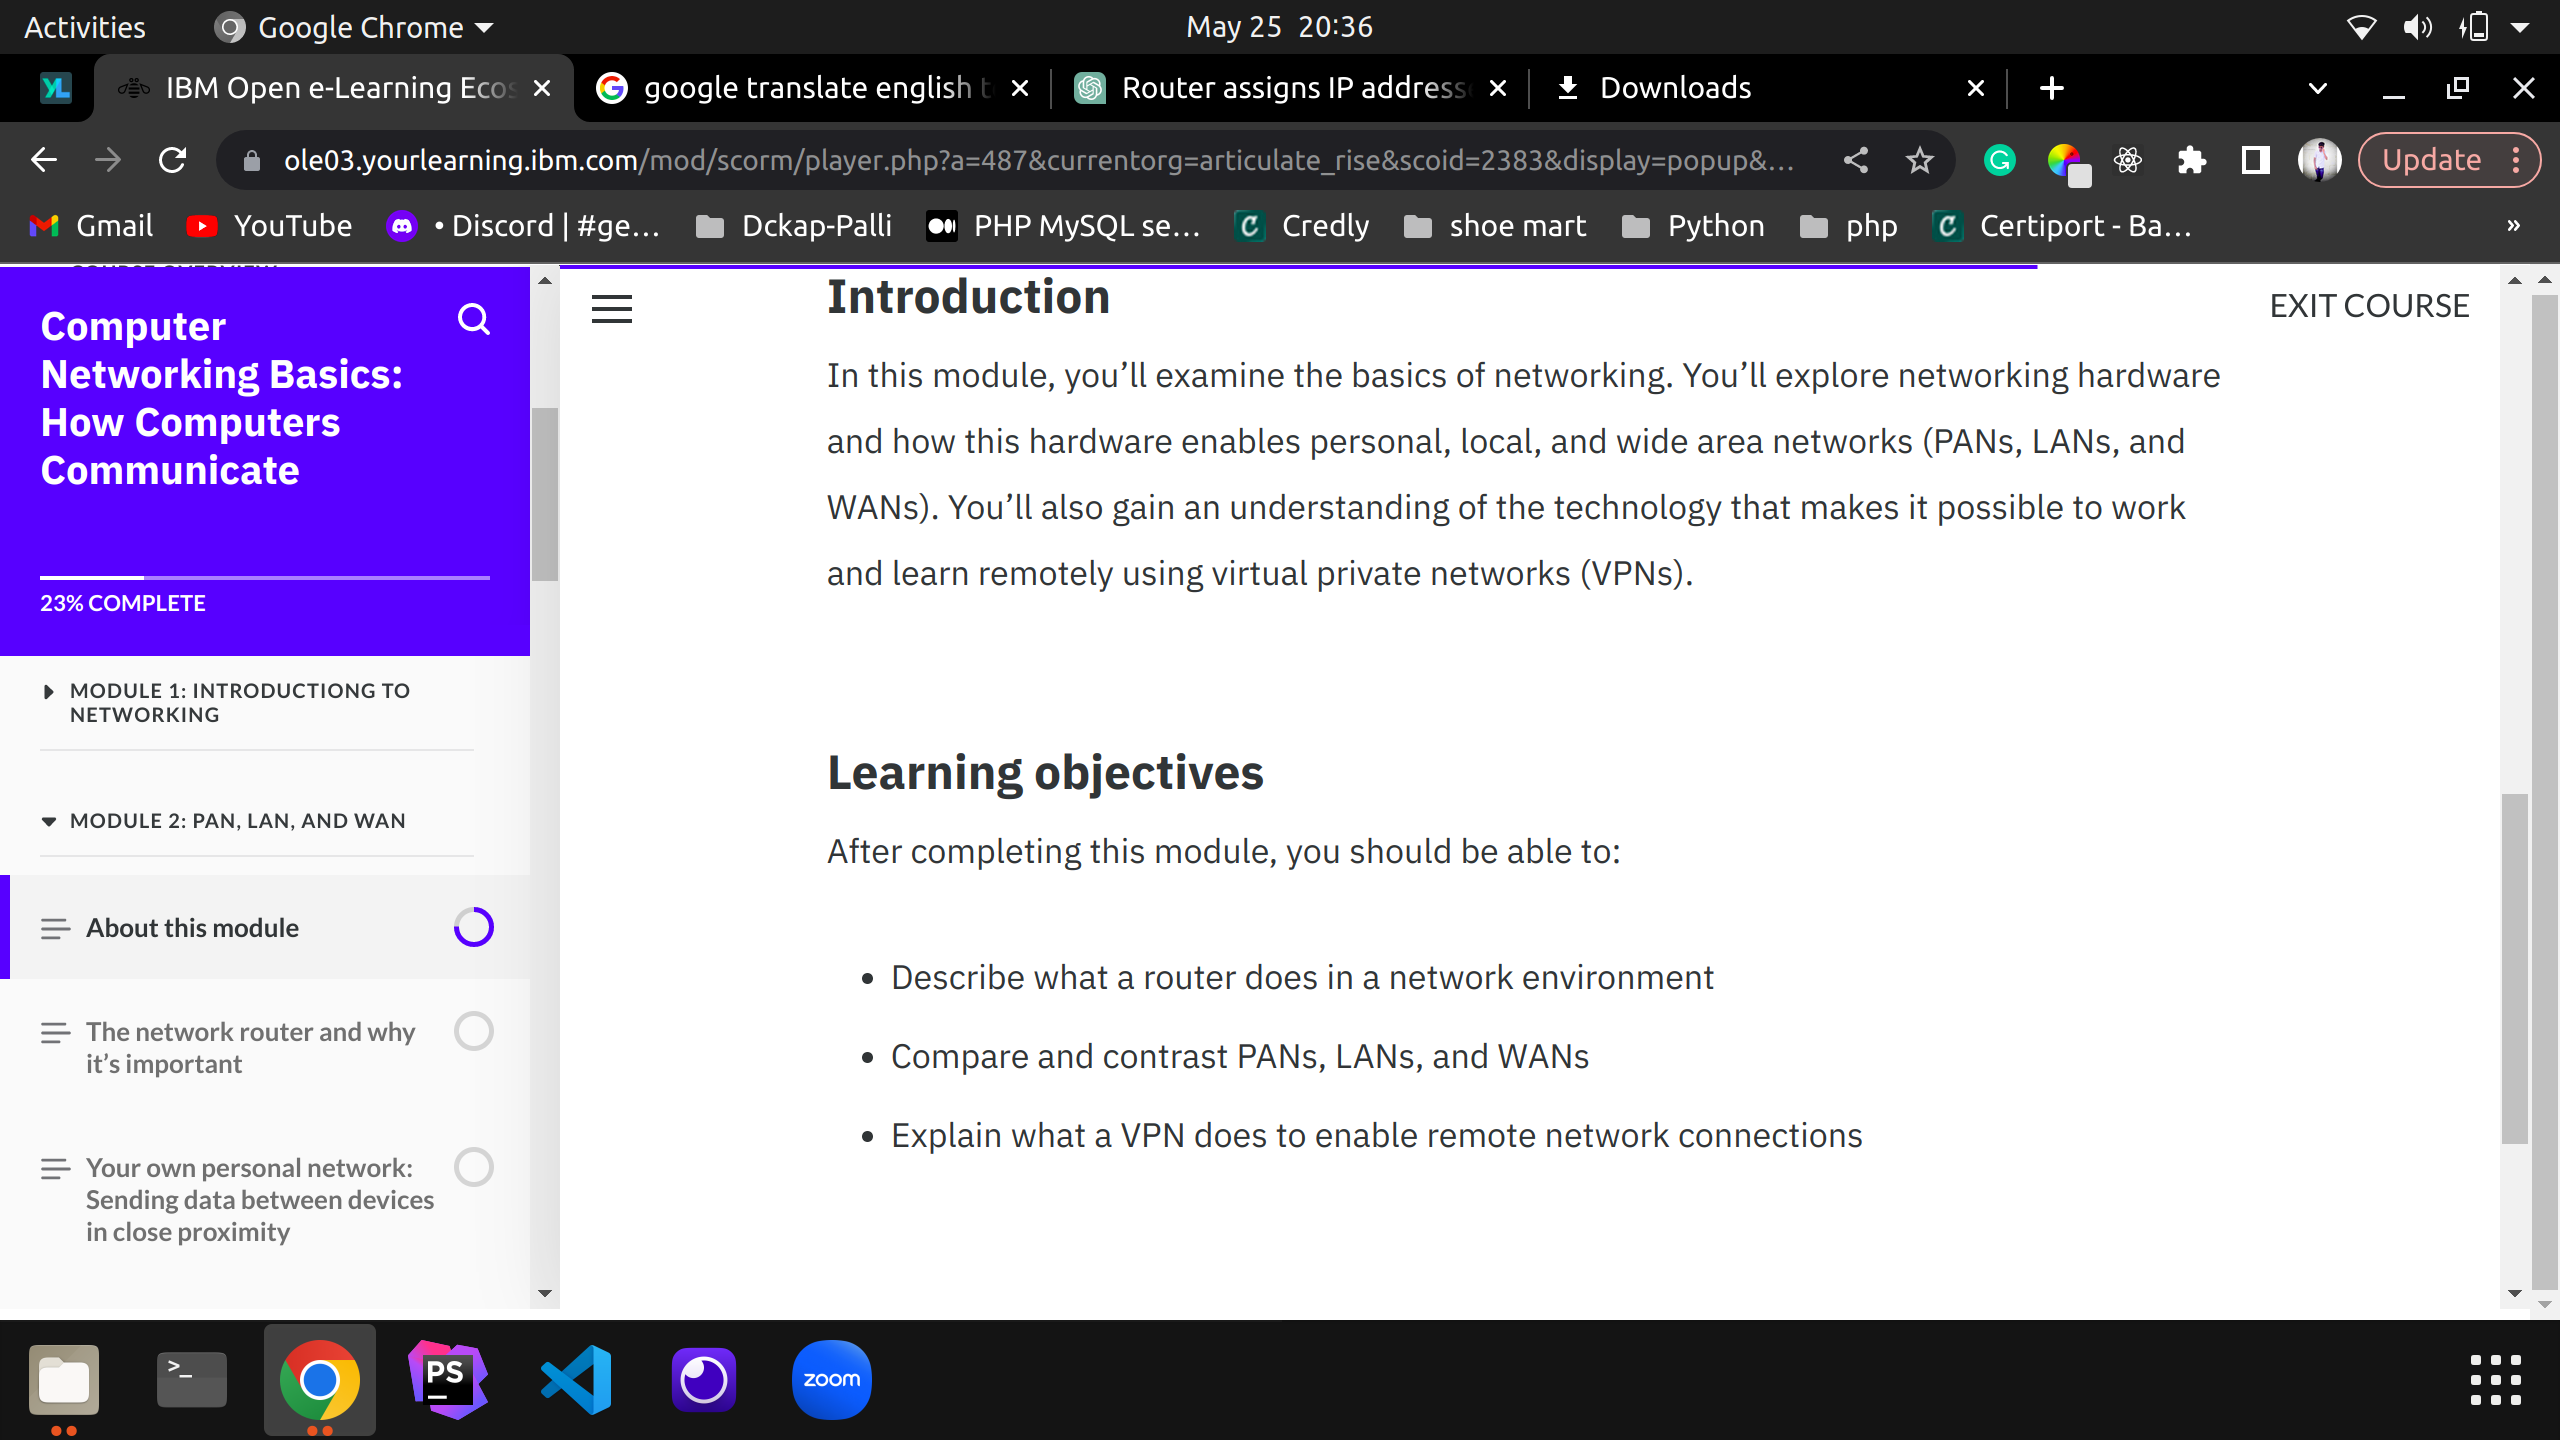 Activities
Google Chrome
May 25 20:36
IBM Open e-Learning Ecos
google translate english t
Router assigns IP addresse
Downloads
ole03.yourlearning.ibm.com/mod/scorm/player.php?a=487&currentorg=articulate_rise&scoid=2383&display=popup&...
Update
Gmail
YouTube
• Discord | #ge...
Dckap-Palli
PHP MySQL se...
Credly
shoe mart
Python
php
Certiport - Ba...
»
Computer
Networking Basics:
How Computers
Communicate
23% COMPLETE
MODULE 1: INTRODUCTIONG TO
NETWORKING
MODULE 2: PAN, LAN, AND WAN
About this module
The network router and why
it’s important
Your own personal network:
Sending data between devices
in close proximity
EXIT COURSE
Introduction
In this module, you’ll examine the basics of networking. You’ll explore networking hardware
and how this hardware enables personal, local, and wide area networks (PANs, LANs, and
WANs). You’ll also gain an understanding of the technology that makes it possible to work
and learn remotely using virtual private networks (VPNs).
Learning objectives
After completing this module, you should be able to:
• Describe what a router does in a network environment
• Compare and contrast PANs, LANs, and WANs
• Explain what a VPN does to enable remote network connections
>_
PS
zoom